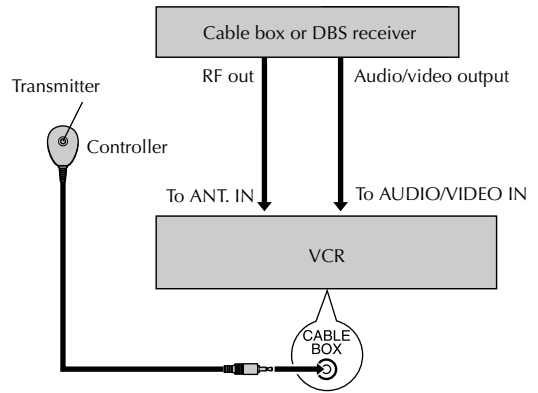 Cable box or DBS receiver
RF out
Audio/video output
Transmitter
Controller
To ANT. IN
To AUDIO/VIDEO IN
VCR
CABLE
BOX